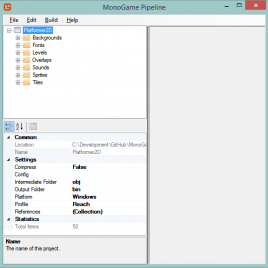 MonoGame Pipeline
File Edit Build Help
Platformer2D
Backgrounds
Fonts
Levels
Overlays
Sounds
Sprites
Tiles
Common
Location C:\Development\GitHub\MonoGa
Name Platformer2D
Settings
Compress False
Config
Intermediate Folder obj
Output Folder bin
Platform Windows
Profile Reach
References (Collection)
Statistics
Total Items 50
Name
The name of this project.